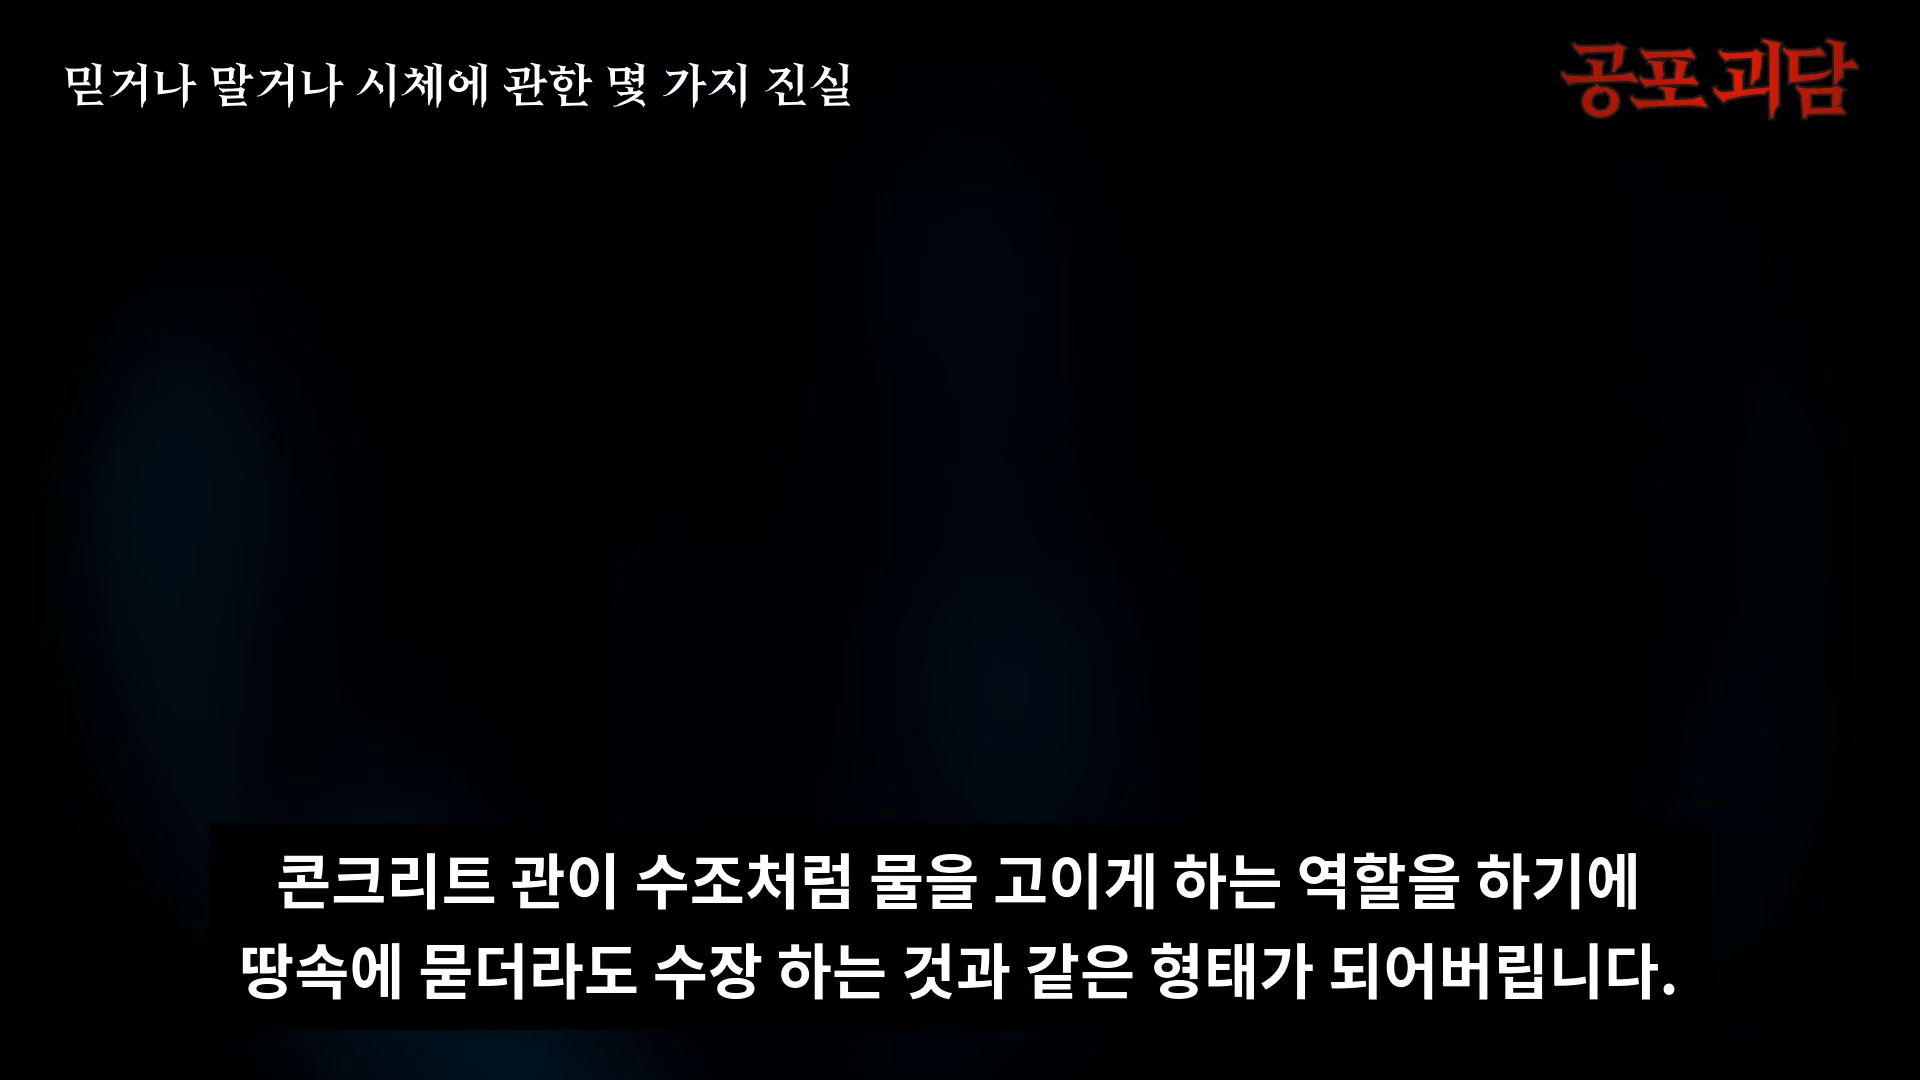 믿거나 말거나 시체에 관한 몇 가지 진실
공포 괴담
콘크리트 관이 수조처럼 물을 고이게 하는 역할을 하기에
땅속에 묻더라도 수장 하는 것과 같은 형태가 되어버립니다.